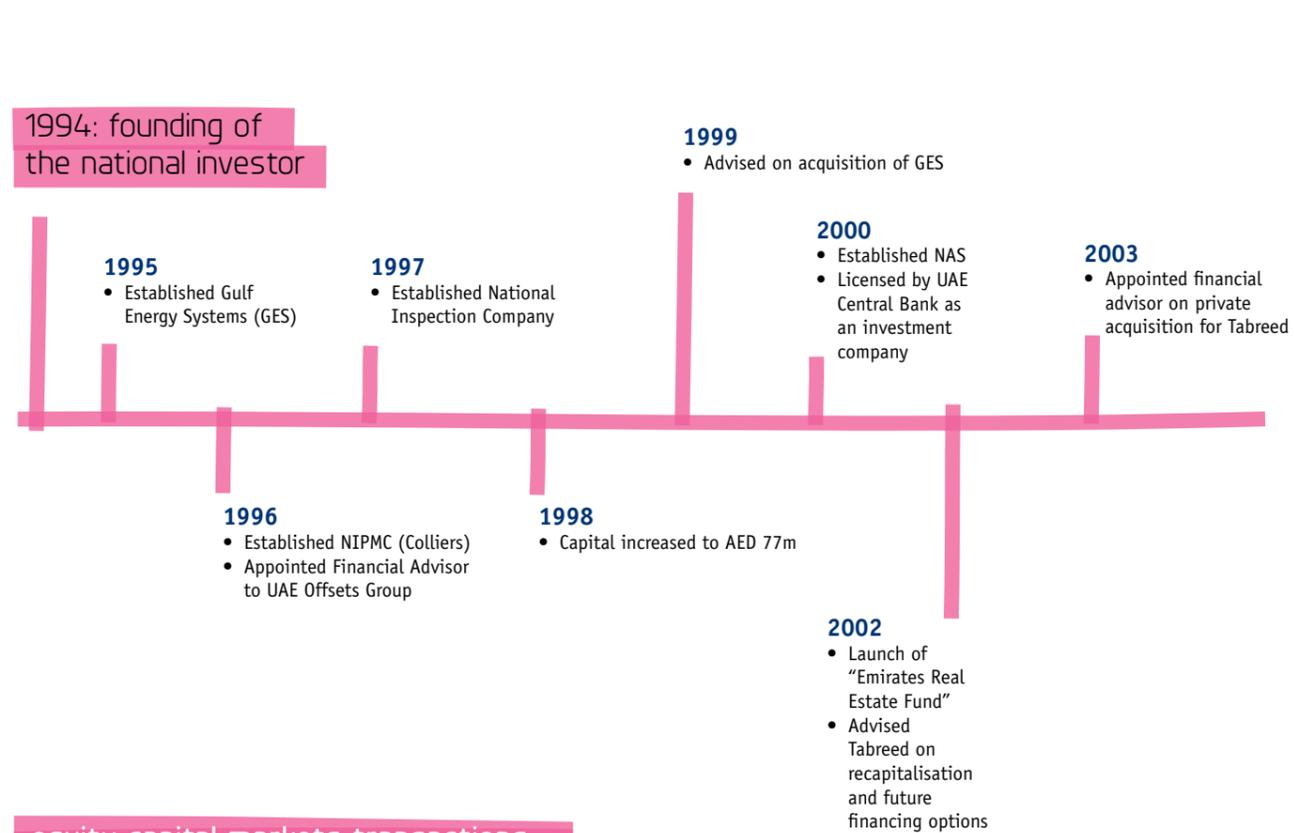 1994: founding of
the national investor
1995
• Established Gulf
Energy Systems (GES)
1996
• Established NIPMC (Colliers)
• Appointed Financial Advisor
to UAE Offsets Group
1997
• Established National
Inspection Company
1998
• Capital increased to AED 77m
1999
• Advised on acquisition of GES
2000
• Established NAS
• Licensed by UAE
Central Bank as
an investment
company
2002
• Launch of
“Emirates Real
Estate Fund”
• Advised
Tabreed on
recapitalisation
and future
financing options
2003
• Appointed financial
advisor on private
acquisition for Tabreed
equity capital markets transactions